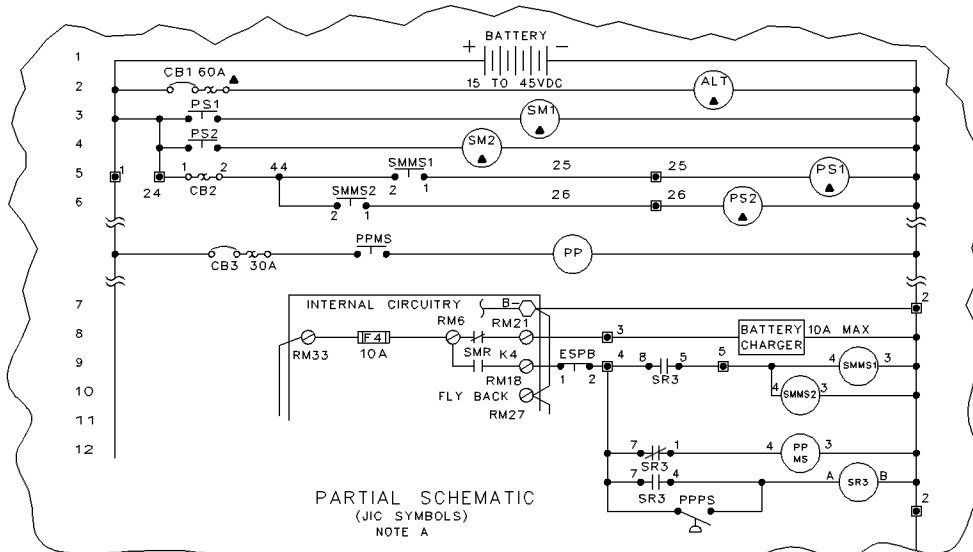 BATTERY
+ −
1
15 TO 45VDC
CB1 60A
2
ALT
PS1
3
SM1
PS2
4
SM2
SMMS1
5
1
24
1 2
CB2
44
2 1
25
25
PS1
SMMS2
6
2 1
26
26
PS2
PPMS
CB3 30A
PP
7
INTERNAL CIRCUITRY
B-
2
RM6
RM21
8
RM33
F4
10A
SMR
3
BATTERY CHARGER
10A MAX
9
K4
RM18
ESPB
1 2
4
8 5
SR3
5
4 SMMS1 3
10
FLY BACK
RM27
4 SMMS2 3
11
12
7 1
SR3
4 PP MS 3
7 4
SR3
A SR3 B
PPPS
2
PARTIAL SCHEMATIC
(JIC SYMBOLS)
NOTE A